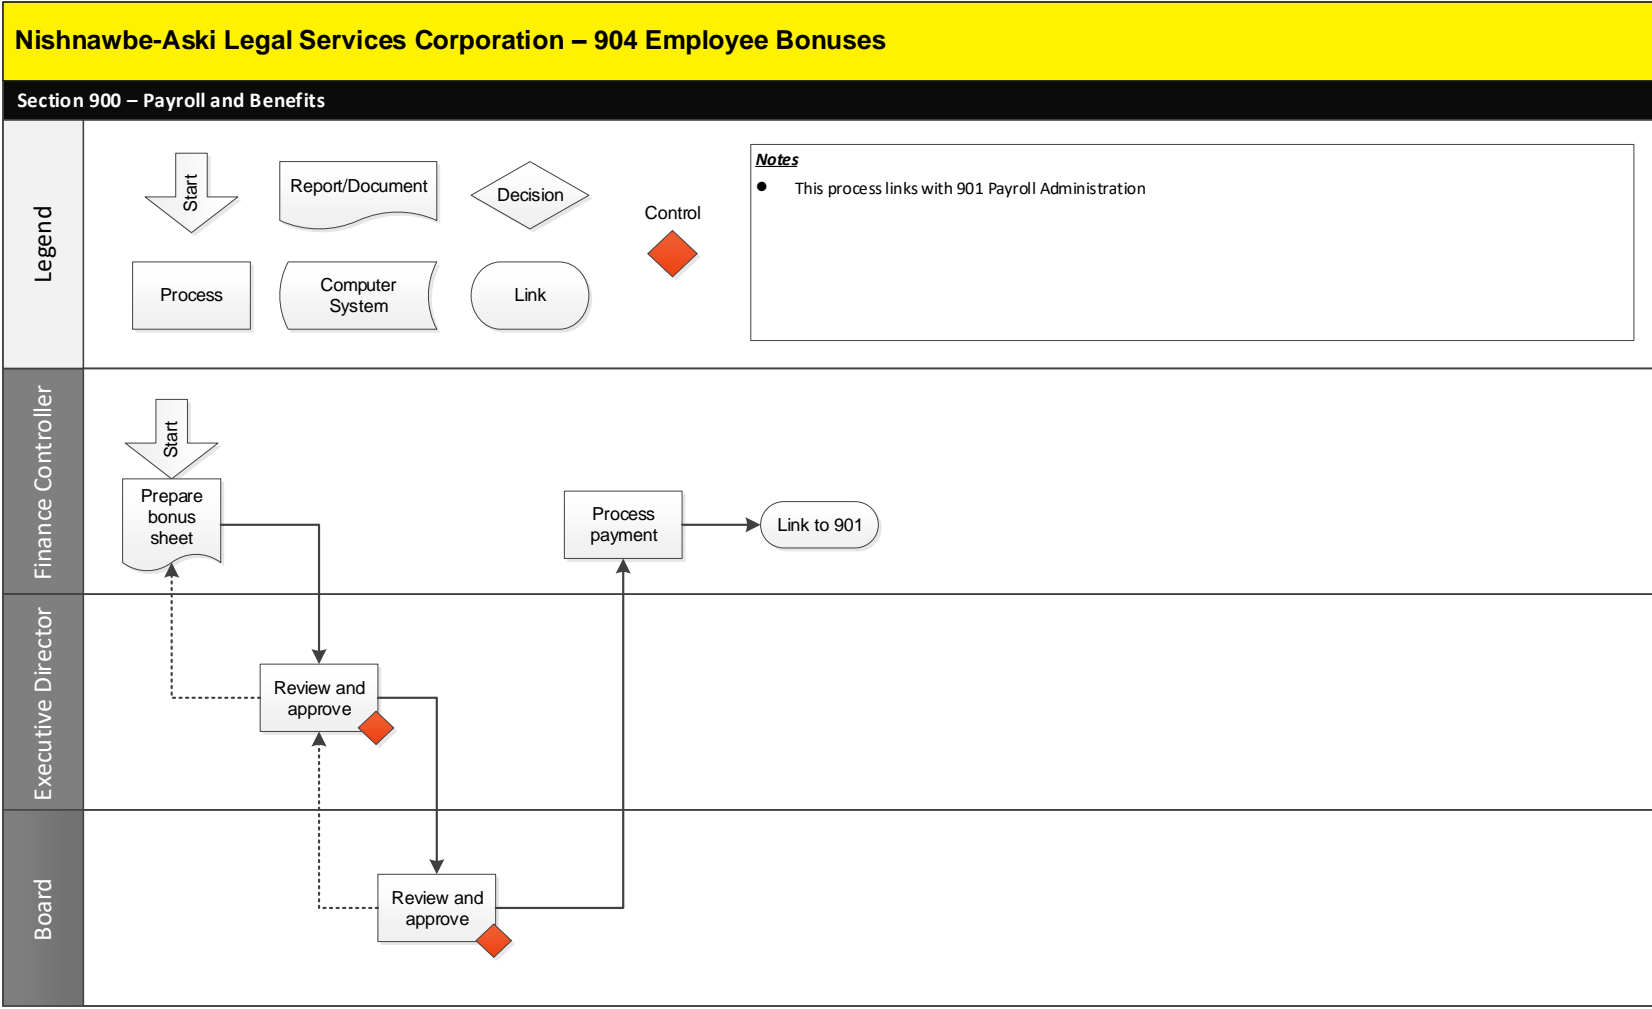 Nishnawbe-Aski Legal Services Corporation – 904 Employee Bonuses
Section 900 – Payroll and Benefits
Legend
Start
Report/Document
Decision
Control
Process
Computer
System
Link
Notes
● This process links with 901 Payroll Administration
Finance Controller
Start
Prepare
bonus
sheet
Process
payment
Link to 901
Executive Director
Review and
approve
Board
Review and
approve